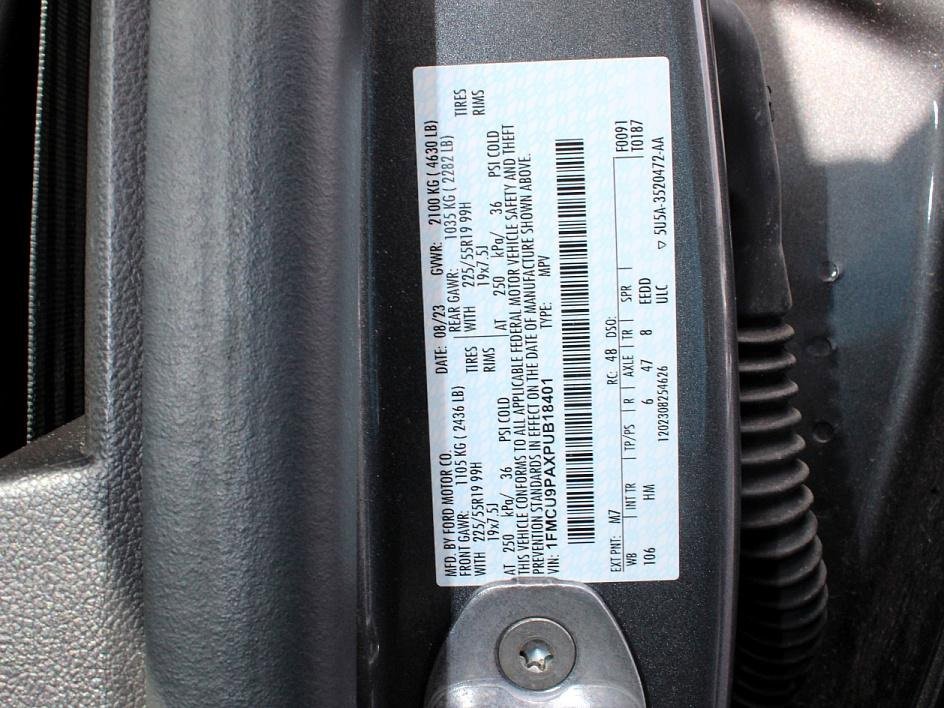 MFD. BY FORD MOTOR CO. DATE: 08/23 GVWR: 2100 KG ( 4630 LB)
FRONT GAWR: 1105 KG ( 2436 LB) REAR GAWR: 1035 KG ( 2282 LB)
WITH 225/55R19 99H TIRES WITH 225/55R19 99H TIRES
19x7.5J RIMS 19x7.5J RIMS
AT 250 kPa/ 36 PSI COLD AT 250 kPa/ 36 PSI COLD
THIS VEHICLE CONFORMS TO ALL APPLICABLE FEDERAL MOTOR VEHICLE SAFETY AND THEFT
PREVENTION STANDARDS IN EFFECT ON THE DATE OF MANUFACTURE SHOWN ABOVE.
VIN: 1FMCU9PAXPUB18401 TYPE: MPV
EXT PNT: M7 RC: 48 DSO: F0091
WB INT TR TP/PS R AXLE TR SPR T0187
106 HM 6 47 8 EEDD
1202308254626 ULC ▽ 5U5A-3520472-AA